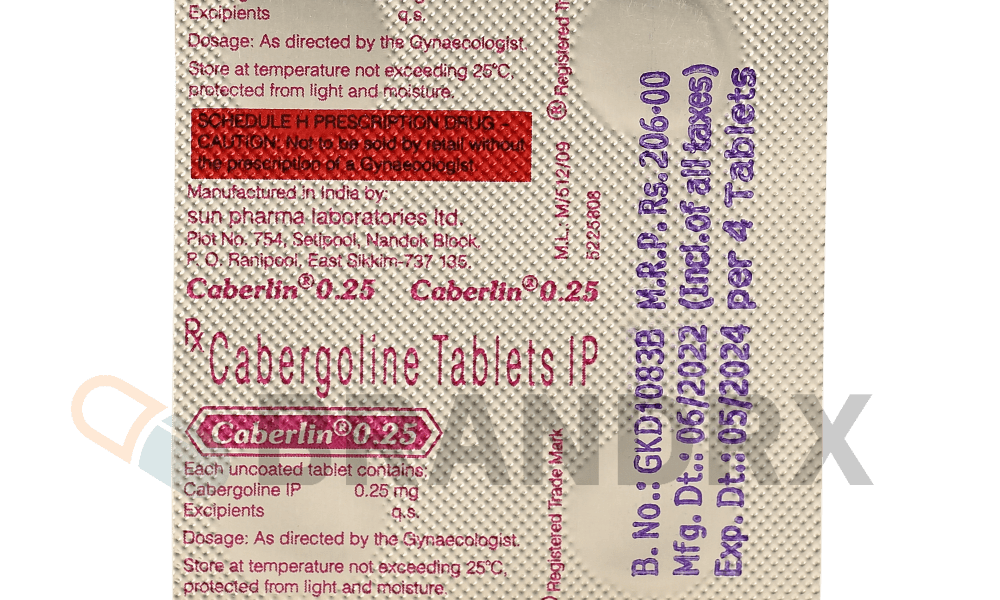 Excipients q.s.
Dosage: As directed by the Gynaecologist.
Store at temperature not exceeding 25°C,
protected from light and moisture.
SCHEDULE H PRESCRIPTION DRUG -
CAUTION: Not to be sold by retail without
the prescription of a Gynaecologist
Manufactured in India by:
sun pharma laboratories ltd.
Plot No. 754, Setipool, Nandok Block,
P. O. Ranipool, East Sikkim-737 135.
Caberlin®0.25 Caberlin®0.25
Rx Cabergoline Tablets IP
Caberlin®0.25
Each uncoated tablet contains:
Cabergoline IP 0.25 mg
Excipients q.s.
Dosage: As directed by the Gynaecologist.
Store at temperature not exceeding 25°C,
protected from light and moisture.
M.L.: M/512/09 ® Registered
5225808
Registered Trade Mark
B. No.: GKD1083B M.R.P. Rs. 206.00
Mfg. Dt.: 06/2022 (Incl. of all taxes)
Exp. Dt.: 05/2024 per 4 Tablets
BRANDRX